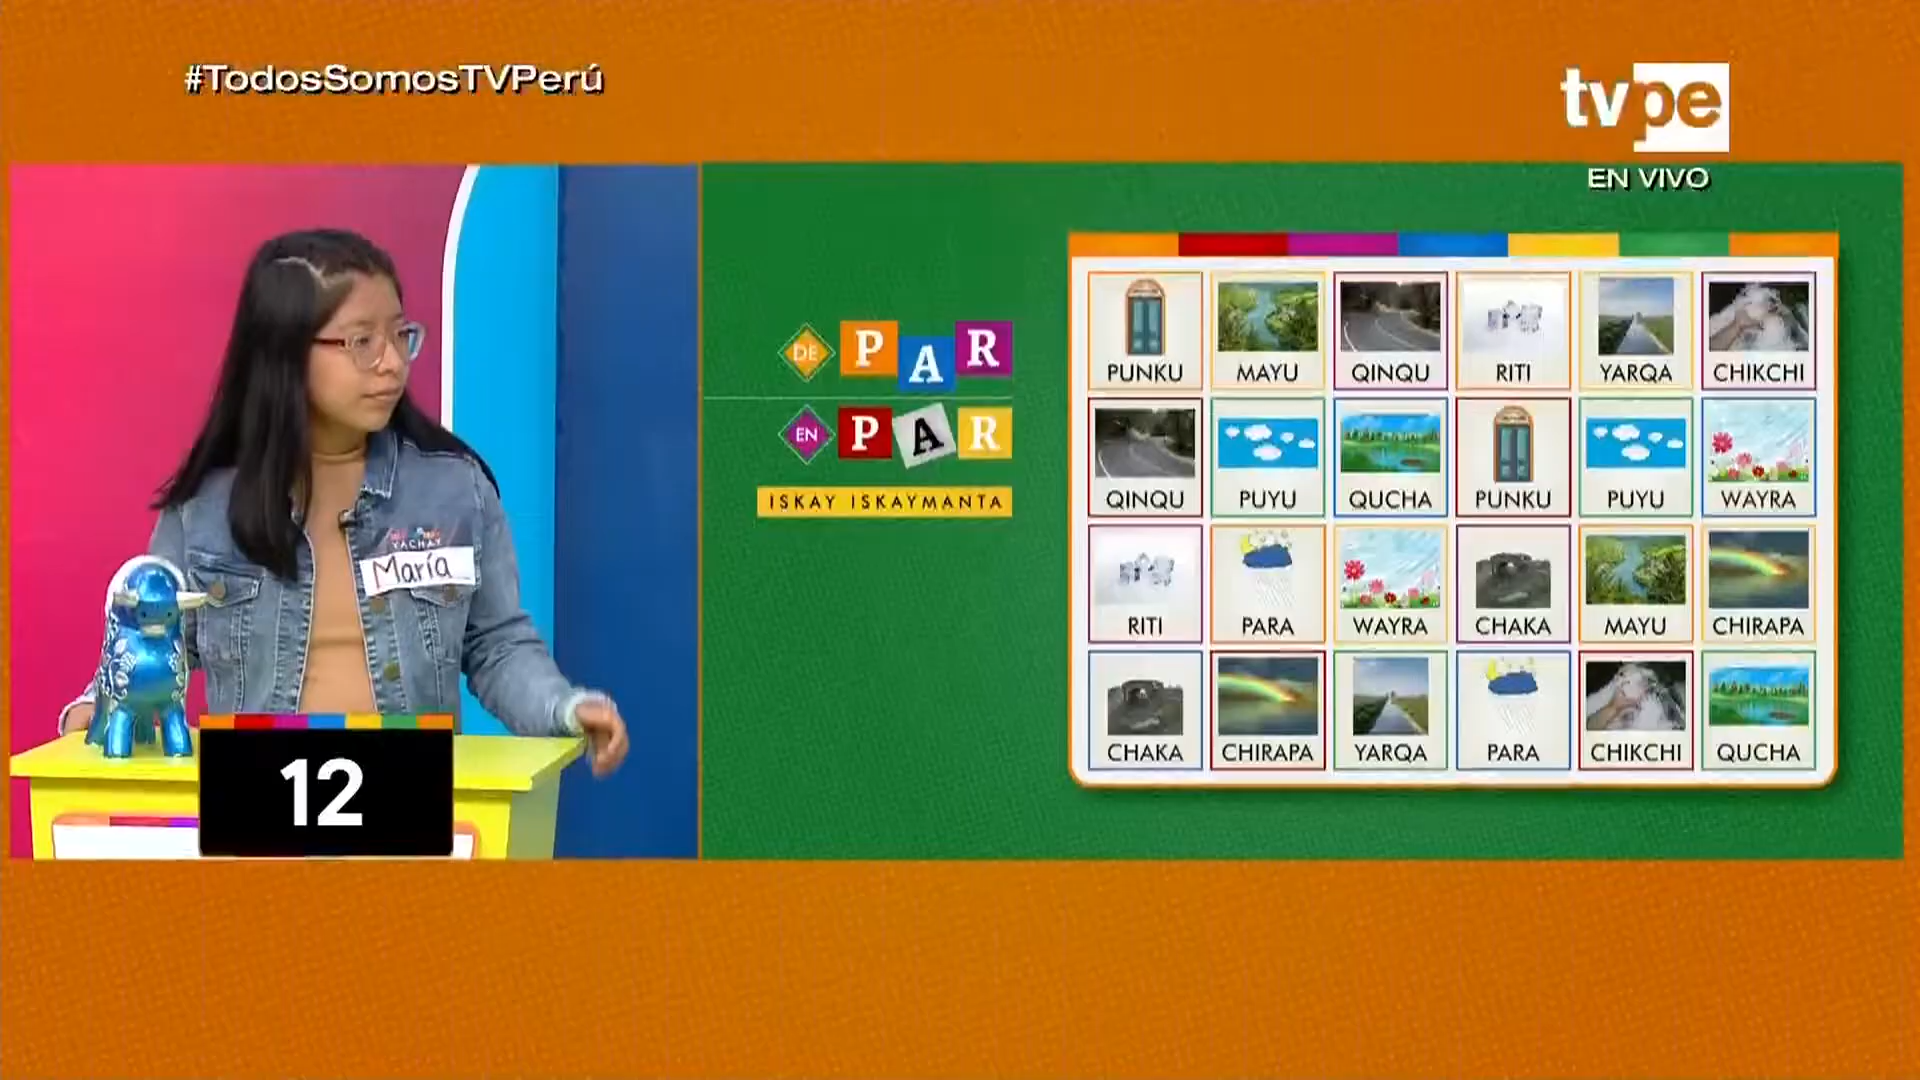 #TodosSomosTVPerú
tvpe
EN VIVO
DE PAR
EN PAR
ISKAY ISKAYMANTA
PUNKU MAYU QINQU RITI YARQA CHIKCHI
QINQU PUYU QUCHA PUNKU PUYU WAYRA
RITI PARA WAYRA CHAKA MAYU CHIRAPA
CHAKA CHIRAPA YARQA PARA CHIKCHI QUCHA
YACHAY
María
12